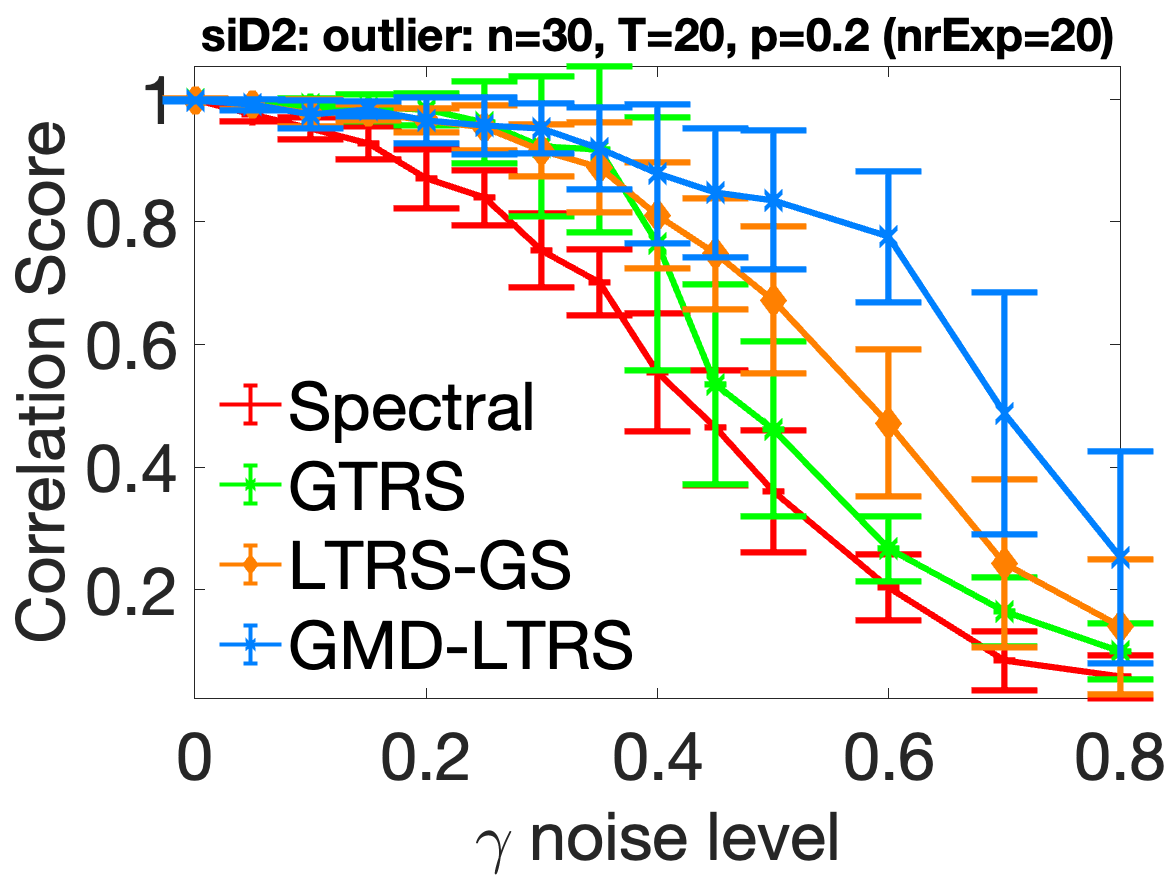 siD2: outlier: n=30, T=20, p=0.2 (nrExp=20)
Correlation Score
1
0.8
0.6
0.4
0.2
Spectral
GTRS
LTRS-GS
GMD-LTRS
0 0.2 0.4 0.6 0.8
γ noise level